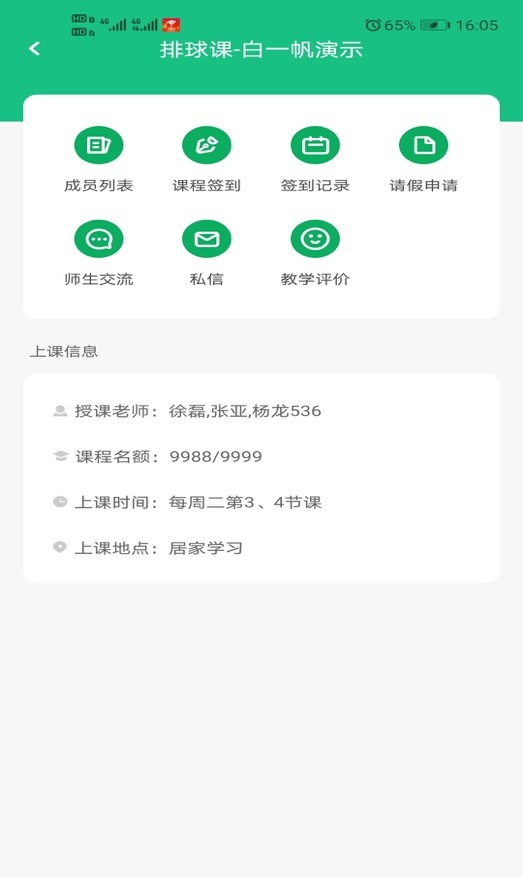 HD HD 4G 4G 65% 16:05
排球课-白一帆演示
成员列表 课程签到 签到记录 请假申请
师生交流 私信 教学评价
上课信息
授课老师：徐磊,张亚,杨龙536
课程名额：9988/9999
上课时间：每周二第3、4节课
上课地点：居家学习